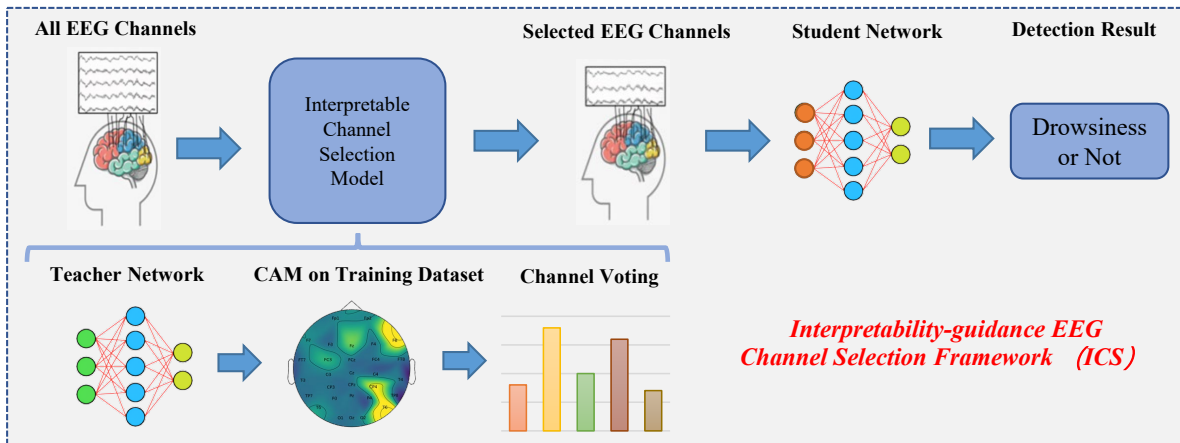 All EEG Channels
Selected EEG Channels
Student Network
Detection Result
Interpretable
Channel
Selection
Model
Drowsiness
or Not
Teacher Network
CAM on Training Dataset
Channel Voting
Interpretability-guidance EEG
Channel Selection Framework （ICS）